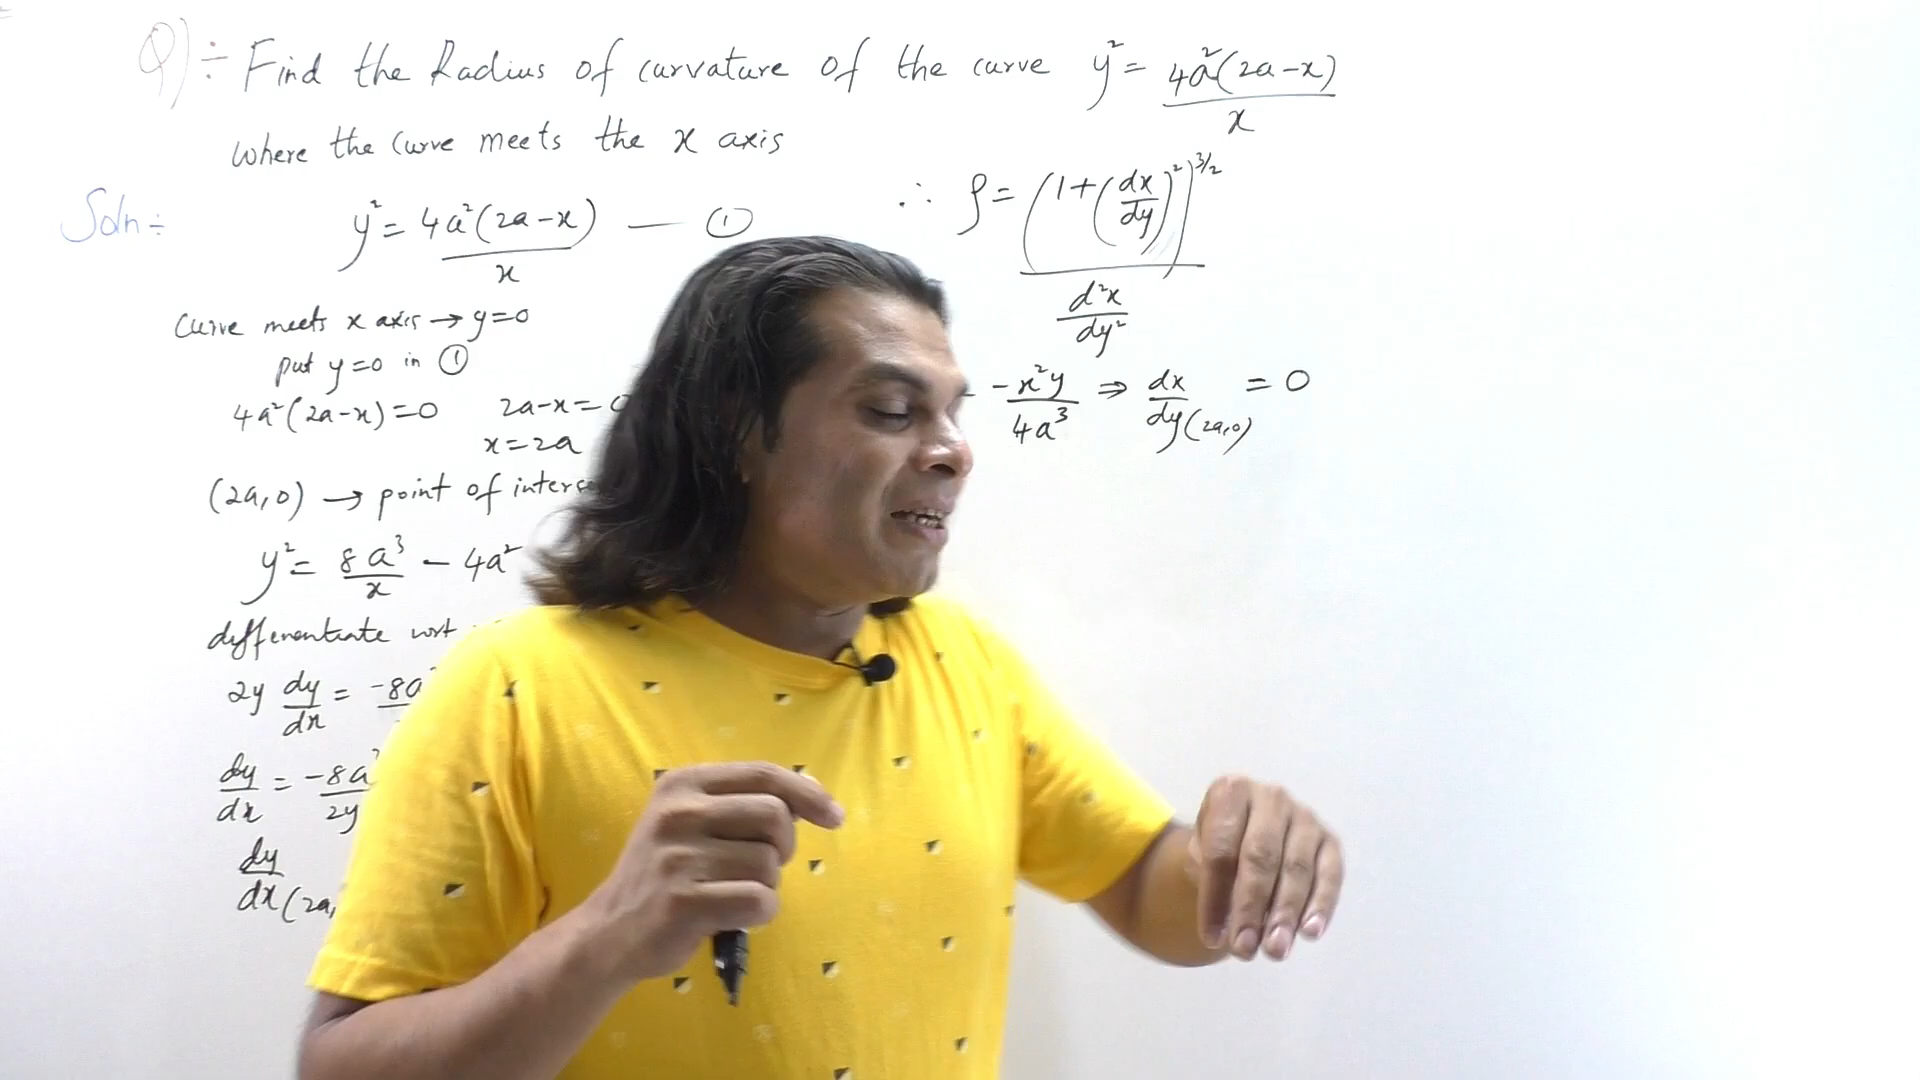 Q) ÷ Find the Radius of curvature of the curve y² = 4a²(2a-x)/x
where the curve meets the x axis
Soln ÷
y² = 4a²(2a-x)/x — ①
Curve meets x axis → y=0
put y=0 in ①
4a²(2a-x)=0 2a-x=0
x=2a
(2a,0) → point of
y² = 8a³/x - 4a²
differentiate wrt
2y dy/dx = -8a
dy/dx = -8a /2y
dy/dx (2a,
∴ ρ = (1+(dx/dy)²)^3/2 / d²x/dy²
-x²y/4a³ ⇒ dx/dy (2a,0) = 0